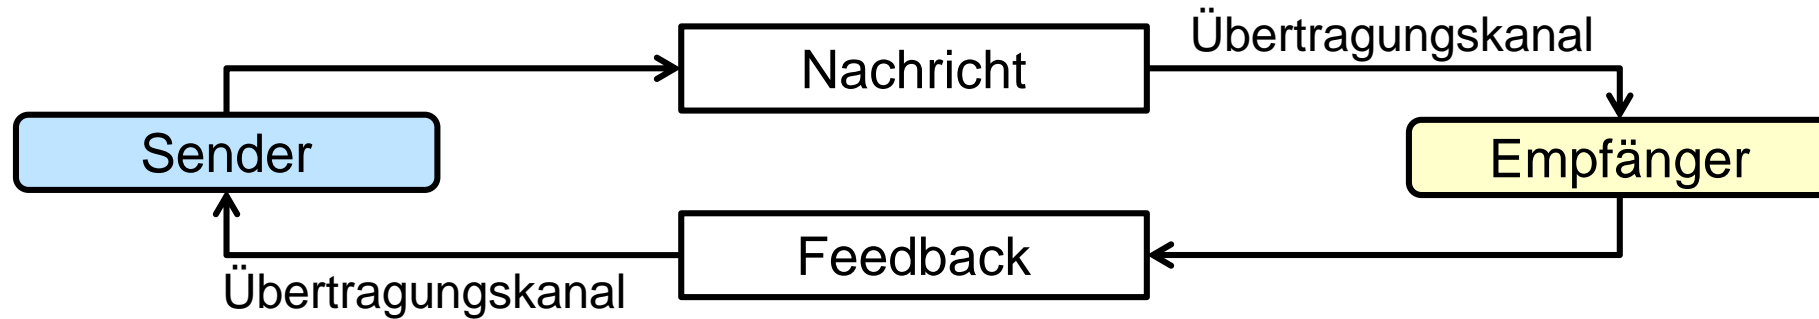 Übertragungskanal
Nachricht
Sender
Empfänger
Feedback
Übertragungskanal